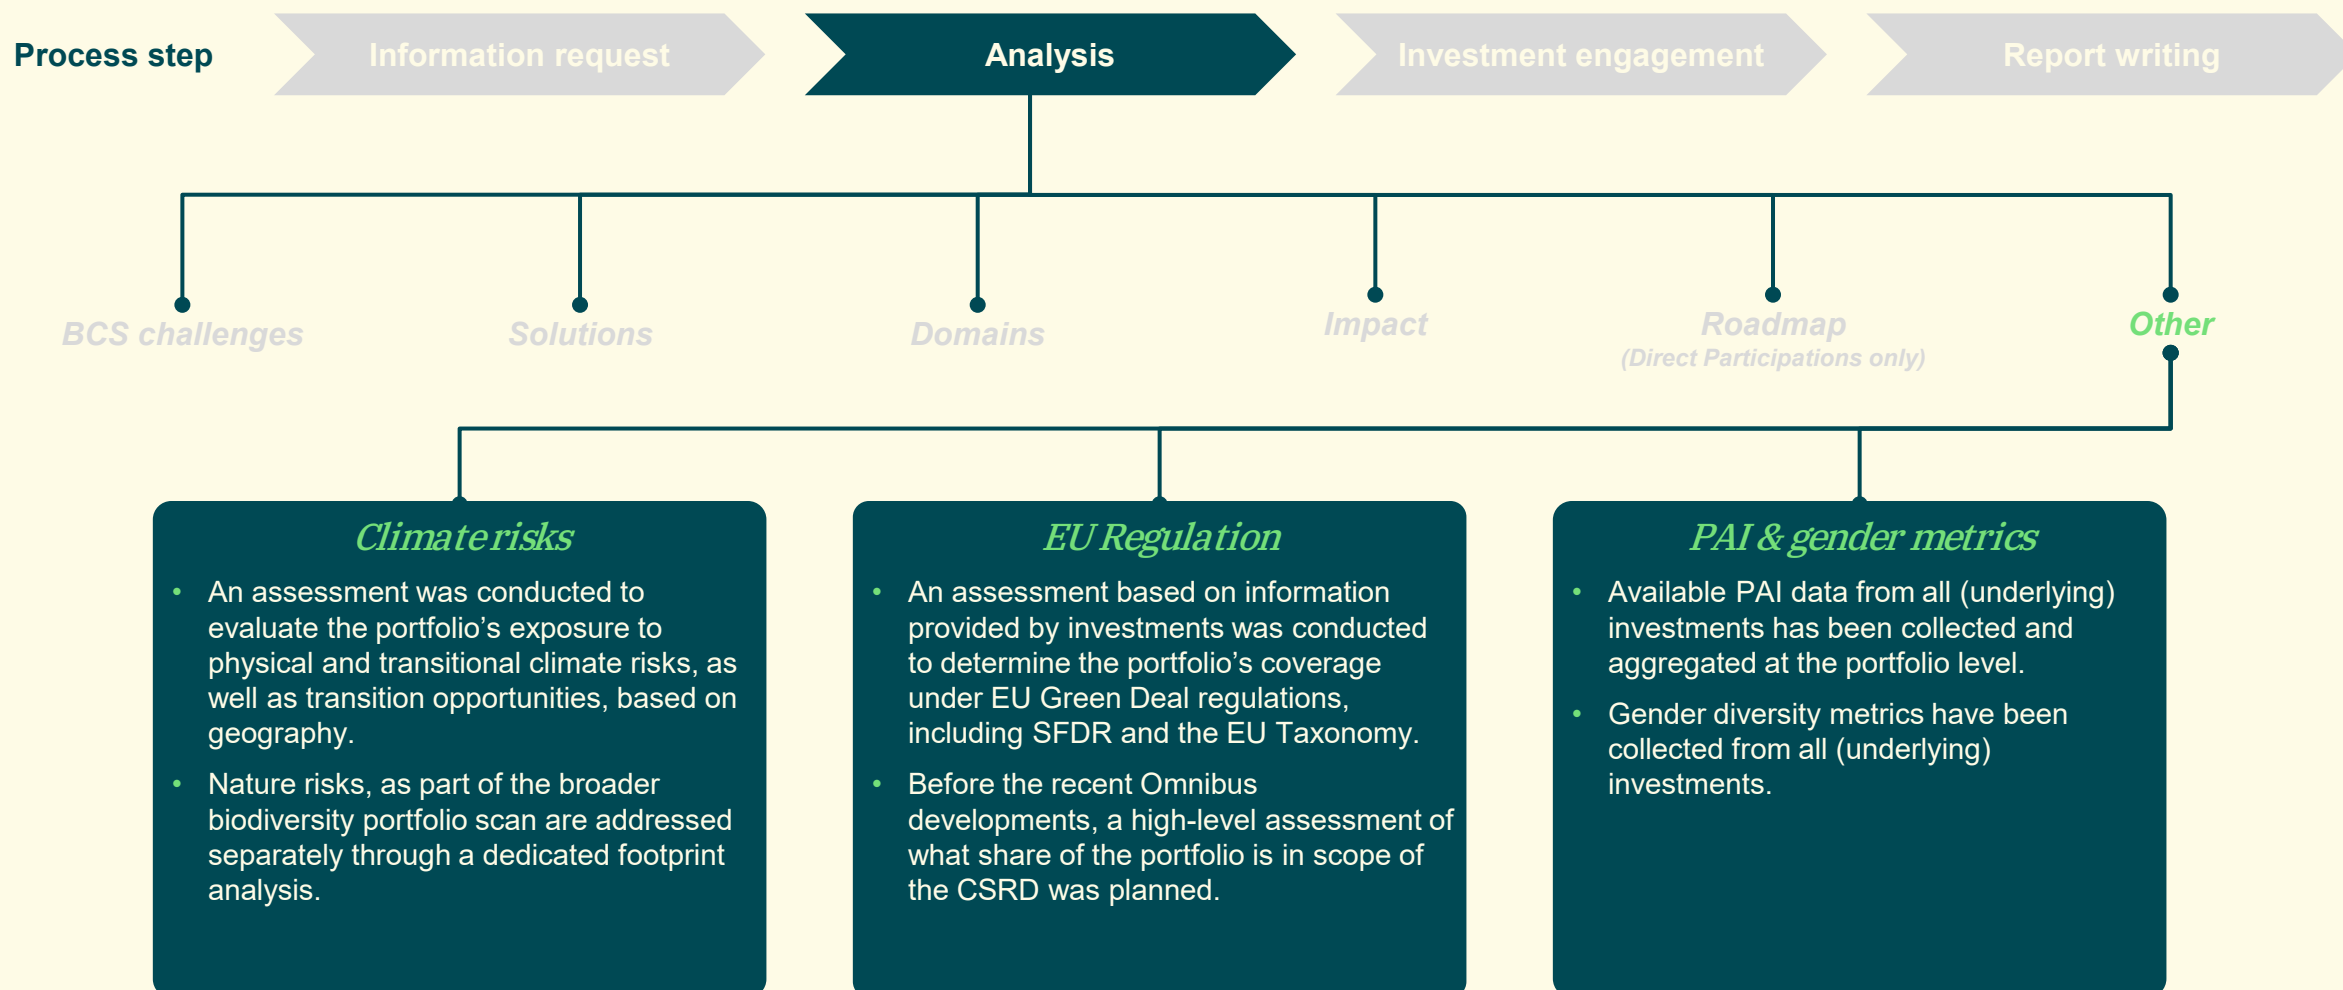 Process step
Information request
Analysis
Investment engagement
Report writing
BCS challenges
Solutions
Domains
Impact
Roadmap
(Direct Participations only)
Other
Climate risks
• An assessment was conducted to
evaluate the portfolio’s exposure to
physical and transitional climate risks, as
well as transition opportunities, based on
geography.
• Nature risks, as part of the broader
biodiversity portfolio scan are addressed
separately through a dedicated footprint
analysis.
EU Regulation
• An assessment based on information
provided by investments was conducted
to determine the portfolio’s coverage
under EU Green Deal regulations,
including SFDR and the EU Taxonomy.
• Before the recent Omnibus
developments, a high-level assessment of
what share of the portfolio is in scope of
the CSRD was planned.
PAI & gender metrics
• Available PAI data from all (underlying)
investments has been collected and
aggregated at the portfolio level.
• Gender diversity metrics have been
collected from all (underlying)
investments.